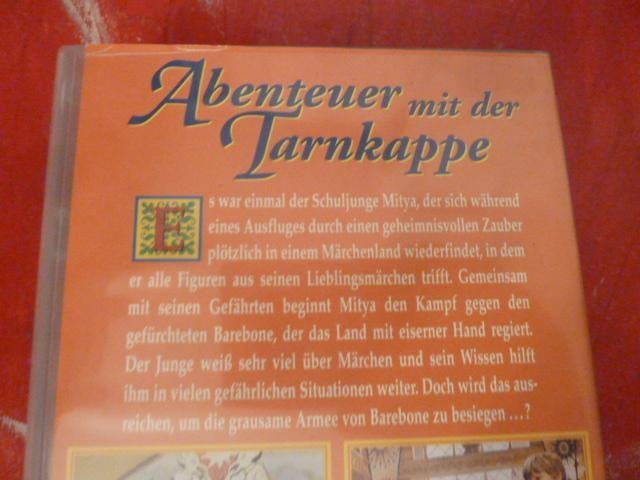 Abenteuer mit der
Tarnkappe
Es war einmal der Schuljunge Mitya, der sich während
eines Ausfluges durch einen geheimnisvollen Zauber
plötzlich in einem Märchenland wiederfindet, in dem
er alle Figuren aus seinen Lieblingsmärchen trifft. Gemeinsam
mit seinen Gefährten beginnt Mitya den Kampf gegen den
gefürchteten Barebone, der das Land mit eiserner Hand regiert.
Der Junge weiß sehr viel über Märchen und sein Wissen hilft
ihm in vielen gefährlichen Situationen weiter. Doch wird das aus-
reichen, um die grausame Armee von Barebone zu besiegen ...?